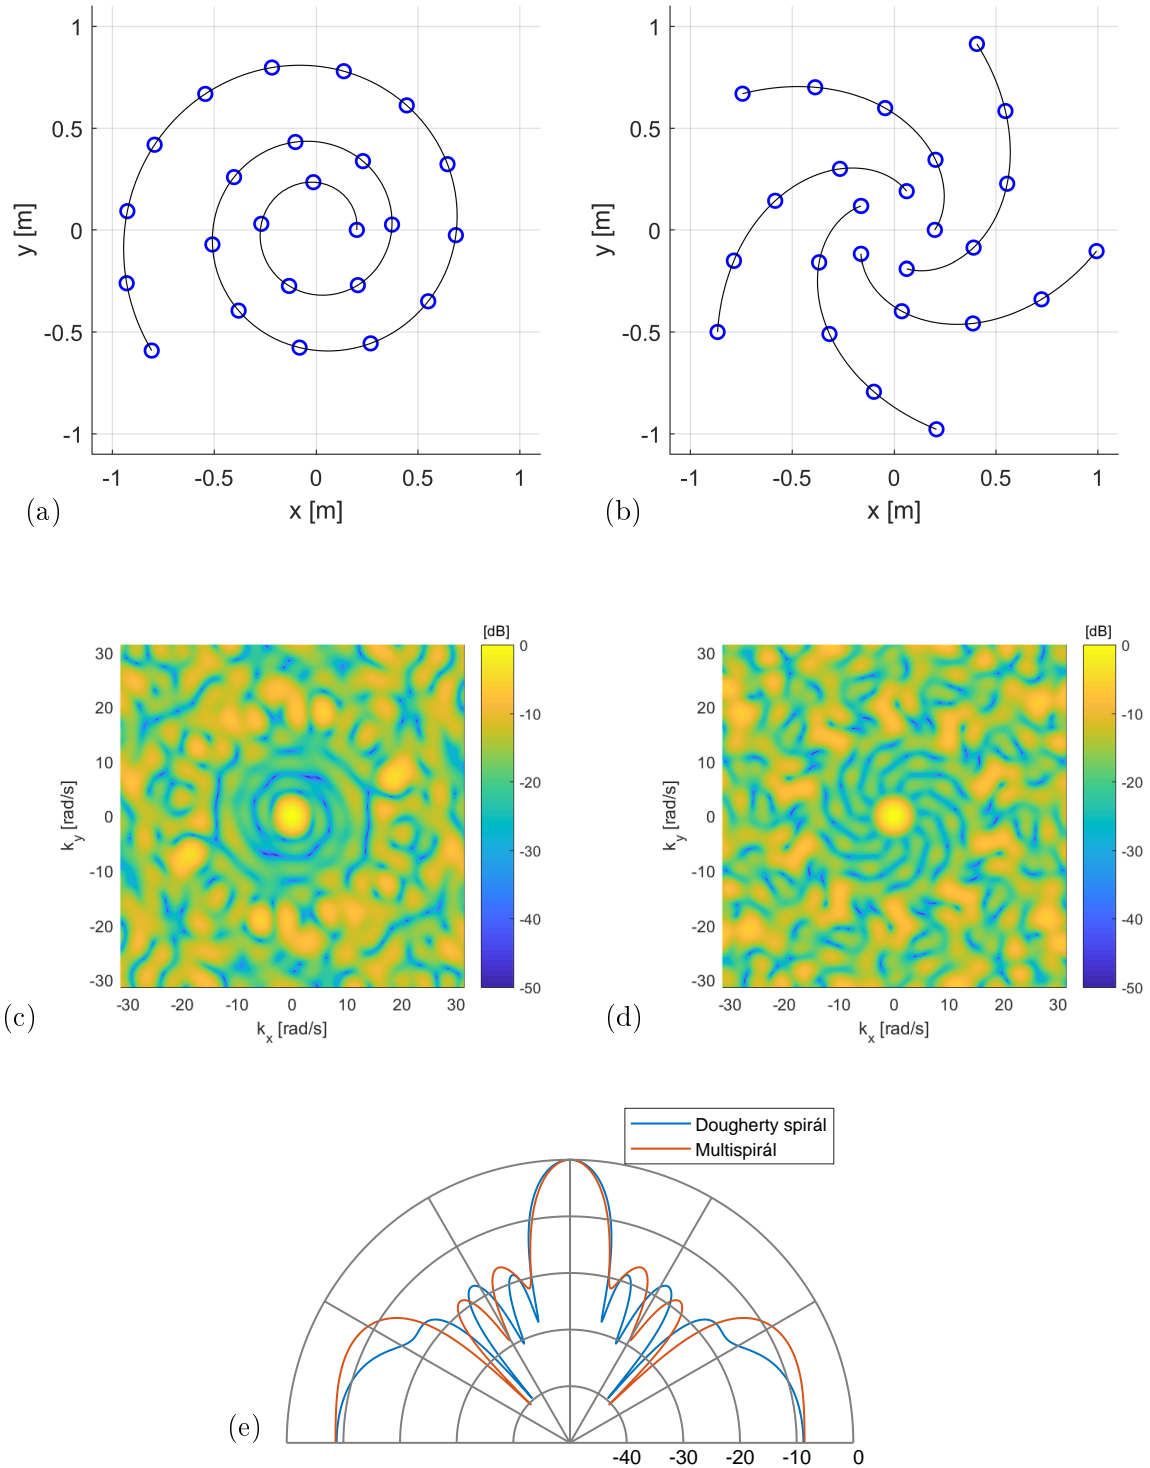 1
0.5
0
-0.5
-1
y [m]
-1 -0.5 0 0.5 1
x [m]
(a)
1
0.5
0
-0.5
-1
y [m]
-1 -0.5 0 0.5 1
x [m]
(b)
[dB]
30
20
10
0
-10
-20
-30
k_y [rad/s]
-30 -20 -10 0 10 20 30
k_x [rad/s]
0
-10
-20
-30
-40
-50
(c)
[dB]
30
20
10
0
-10
-20
-30
k_y [rad/s]
-30 -20 -10 0 10 20 30
k_x [rad/s]
0
-10
-20
-30
-40
-50
(d)
Dougherty spirál
Multispirál
-40 -30 -20 -10 0
(e)